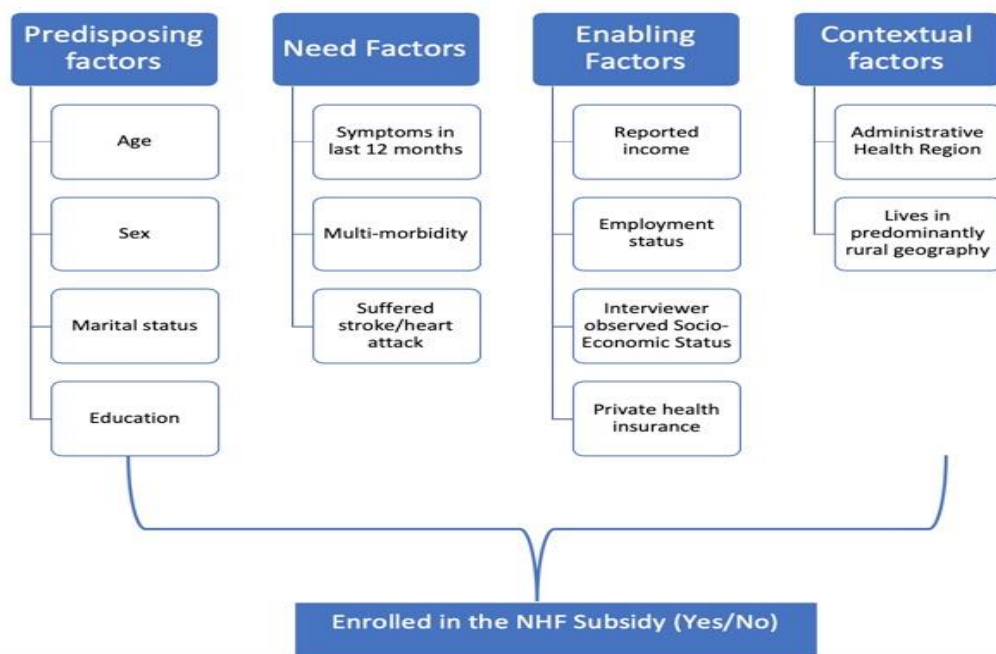 Predisposing
factors
Age
Sex
Marital status
Education
Need Factors
Symptoms in
last 12 months
Multi-morbidity
Suffered
stroke/heart
attack
Enabling
Factors
Reported
income
Employment
status
Interviewer
observed Socio-
Economic Status
Private health
insurance
Contextual
factors
Administrative
Health Region
Lives in
predominantly
rural geography
Enrolled in the NHF Subsidy (Yes/No)